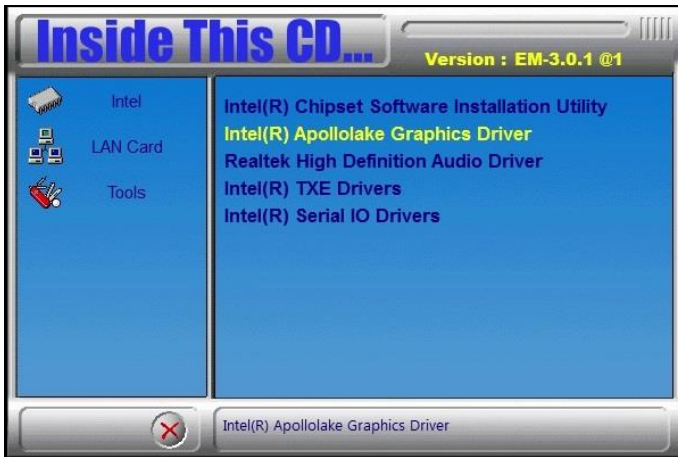 Inside This CD...
Version : EM-3.0.1 @1
Intel
LAN Card
Tools
Intel(R) Chipset Software Installation Utility
Intel(R) Apollolake Graphics Driver
Realtek High Definition Audio Driver
Intel(R) TXE Drivers
Intel(R) Serial IO Drivers
Intel(R) Apollolake Graphics Driver